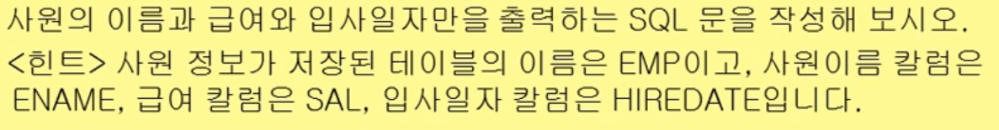 사원의 이름과 급여와 입사일자만을 출력하는 SQL 문을 작성해 보시오.
<힌트> 사원 정보가 저장된 테이블의 이름은 EMP이고, 사원이름 칼럼은
ENAME, 급여 칼럼은 SAL, 입사일자 칼럼은 HIREDATE입니다.